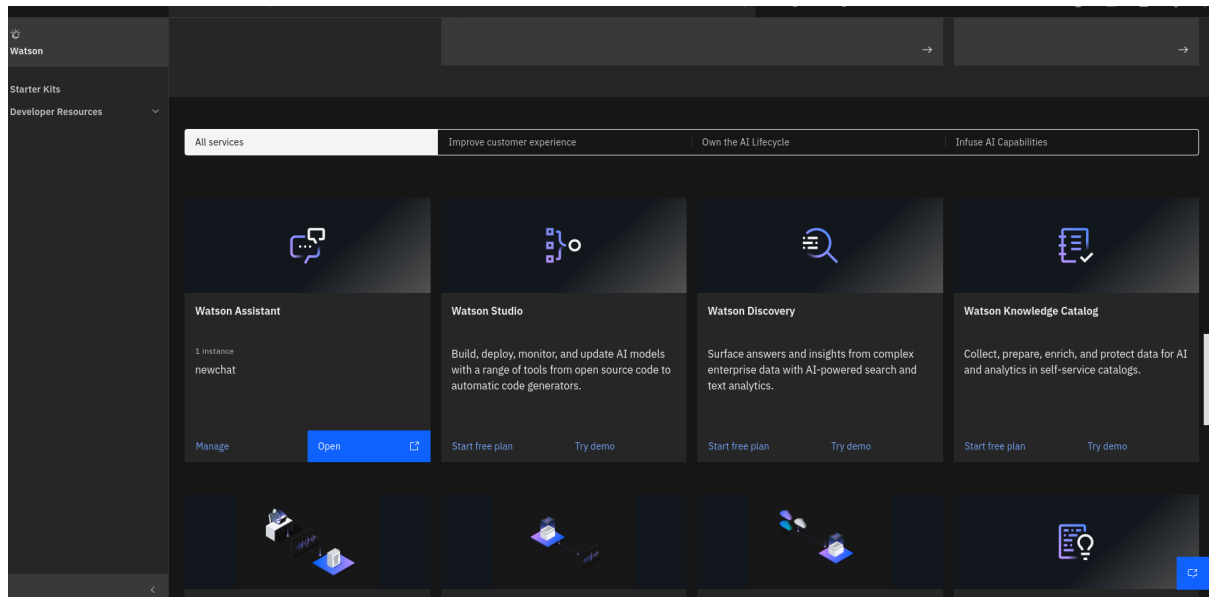 Watson
Starter Kits
Developer Resources
All services
Improve customer experience
Own the AI Lifecycle
Infuse AI Capabilities
Watson Assistant
1 instance
newchat
Manage
Open
Watson Studio
Build, deploy, monitor, and update AI models
with a range of tools from open source code to
automatic code generators.
Start free plan
Try demo
Watson Discovery
Surface answers and insights from complex
enterprise data with AI-powered search and
text analytics.
Start free plan
Try demo
Watson Knowledge Catalog
Collect, prepare, enrich, and protect data for AI
and analytics in self-service catalogs.
Start free plan
Try demo